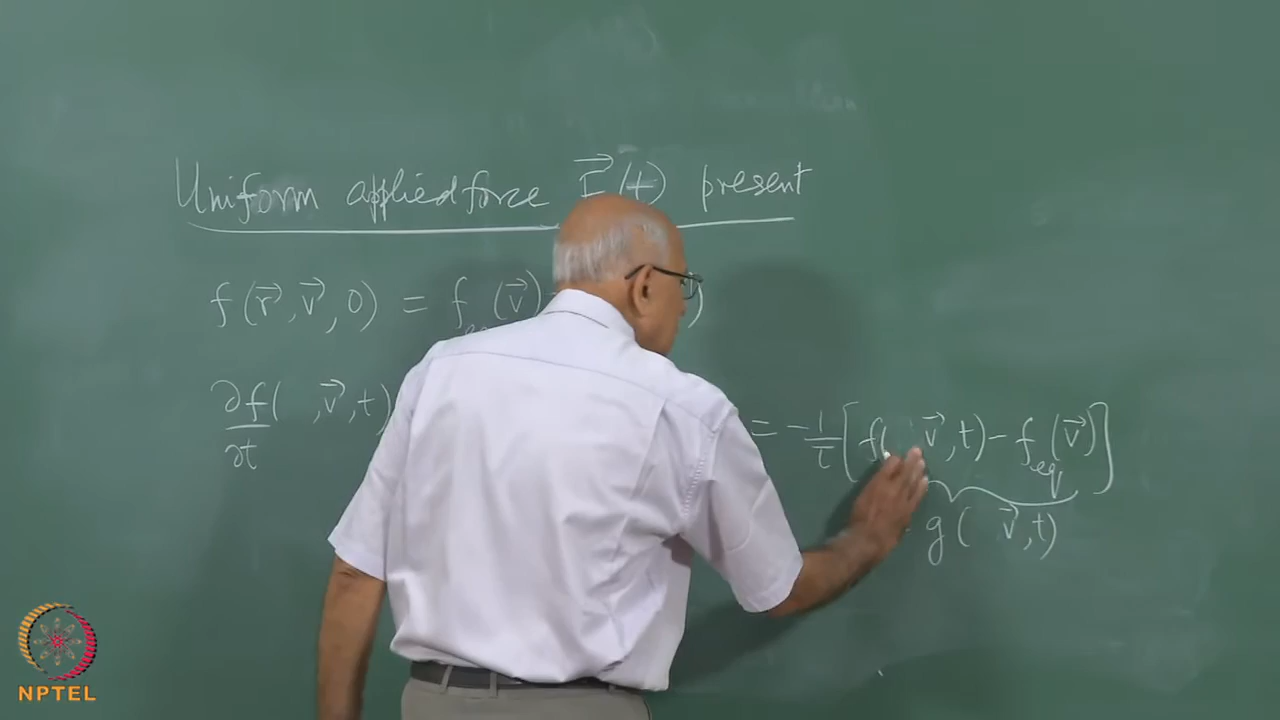 Uniform applied force F⃗(t) present
f(r⃗, v⃗, 0) = f_eq(v⃗) )
∂f( , v⃗, t)/∂t = -1/τ [f( v⃗, t) - f_eq(v⃗)]
g( v⃗, t)
NPTEL